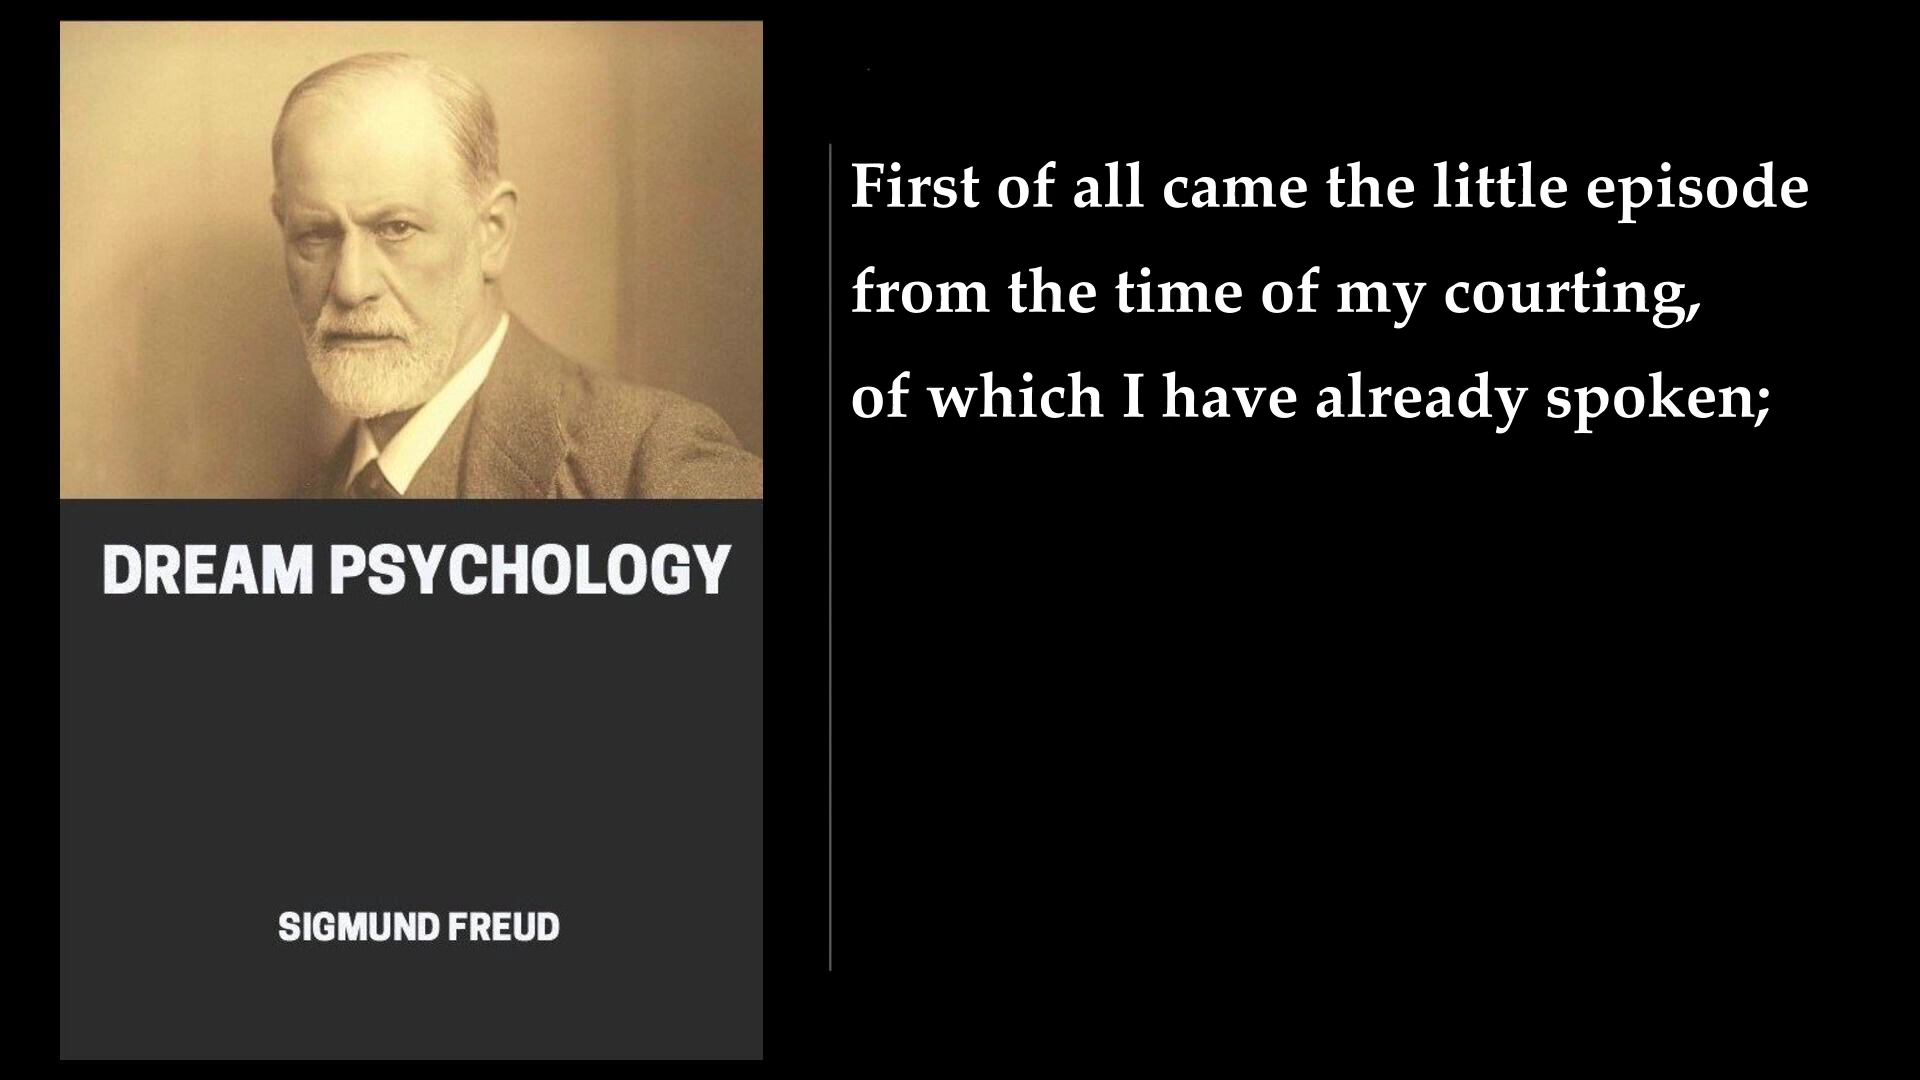 DREAM PSYCHOLOGY
SIGMUND FREUD
First of all came the little episode
from the time of my courting,
of which I have already spoken;